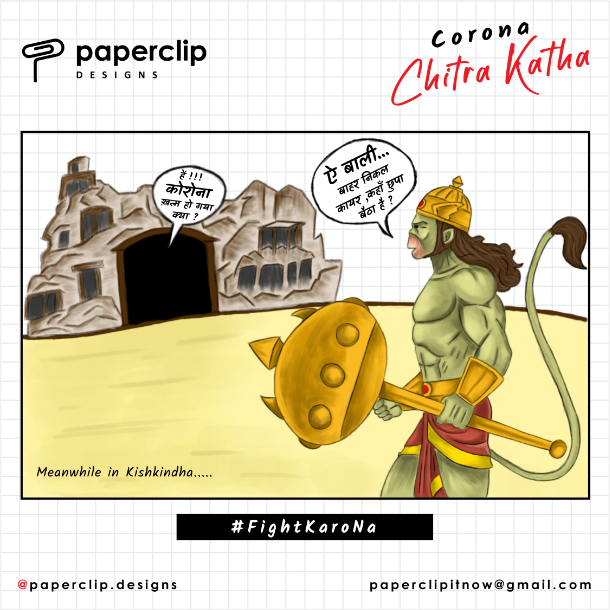 paperclip
DESIGNS
Corona
Chitra Katha
हैं !!!
कोरोना
ख़त्म हो गया
क्या ?
ऐ बाली...
बाहर निकल
कायर ,कहाँ छुपा
बैठा है ?
Meanwhile in Kishkindha.....
#FightKaroNa
@paperclip.designs
paperclipitnow@gmail.com